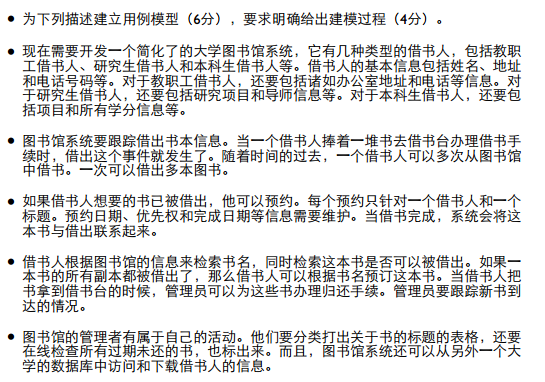 • 为下列描述建立用例模型（6分），要求明确给出建模过程（4分）。
• 现在需要开发一个简化了的大学图书馆系统，它有几种类型的借书人，包括教职
工借书人、研究生借书人和本科生借书人等。借书人的基本信息包括姓名、地址
和电话号码等。对于教职工借书人，还要包括诸如办公室地址和电话等信息。对
于研究生借书人，还要包括研究项目和导师信息等。对于本科生借书人，还要包
括项目和所有学分信息等。
• 图书馆系统要跟踪借出书本信息。当一个借书人捧着一堆书去借书台办理借书手
续时，借出这个事件就发生了。随着时间的过去，一个借书人可以多次从图书馆
中借书。一次可以借出多本图书。
• 如果借书人想要的书已被借出，他可以预约。每个预约只针对一个借书人和一个
标题。预约日期、优先权和完成日期等信息需要维护。当借书完成，系统会将这
本书与借出联系起来。
• 借书人根据图书馆的信息来检索书名，同时检索这本书是否可以被借出。如果一
本书的所有副本都被借出了，那么借书人可以根据书名预订这本书。当借书人把
书拿到借书台的时候，管理员可以为这些书办理归还手续。管理员要跟踪新书到
达的情况。
• 图书馆的管理者有属于自己的活动。他们要分类打出关于书的标题的表格，还要
在线检查所有过期未还的书，也标出来。而且，图书馆系统还可以从另外一个大
学的数据库中访问和下载借书人的信息。